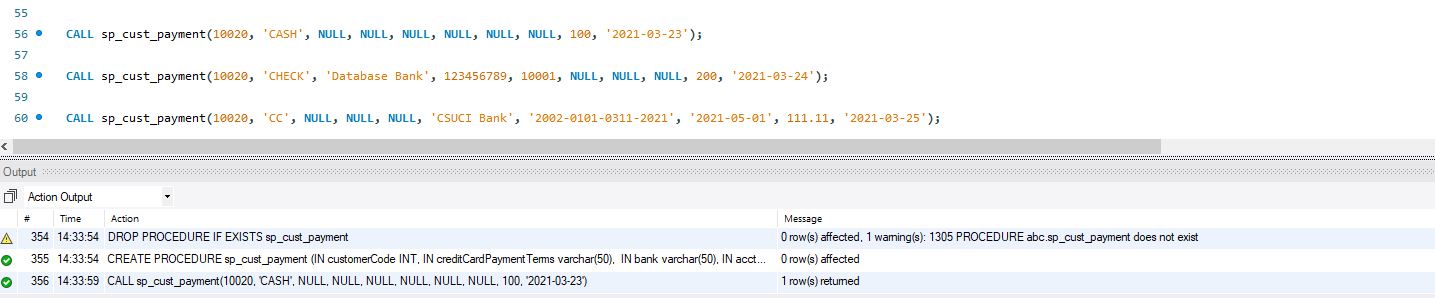 55
56 CALL sp_cust_payment(10020, 'CASH', NULL, NULL, NULL, NULL, NULL, NULL, 100, '2021-03-23');
57
58 CALL sp_cust_payment(10020, 'CHECK', 'Database Bank', 123456789, 10001, NULL, NULL, NULL, 200, '2021-03-24');
59
60 CALL sp_cust_payment(10020, 'CC', NULL, NULL, NULL, 'CSUCI Bank', '2002-0101-0311-2021', '2021-05-01', 111.11, '2021-03-25');
Output
Action Output
# Time Action Message
354 14:33:54 DROP PROCEDURE IF EXISTS sp_cust_payment 0 row(s) affected, 1 warning(s): 1305 PROCEDURE abc.sp_cust_payment does not exist
355 14:33:54 CREATE PROCEDURE sp_cust_payment (IN customerCode INT, IN creditCardPaymentTerms varchar(50),  IN bank varchar(50), IN acct... 0 row(s) affected
356 14:33:59 CALL sp_cust_payment(10020, 'CASH', NULL, NULL, NULL, NULL, NULL, NULL, 100, '2021-03-23') 1 row(s) returned